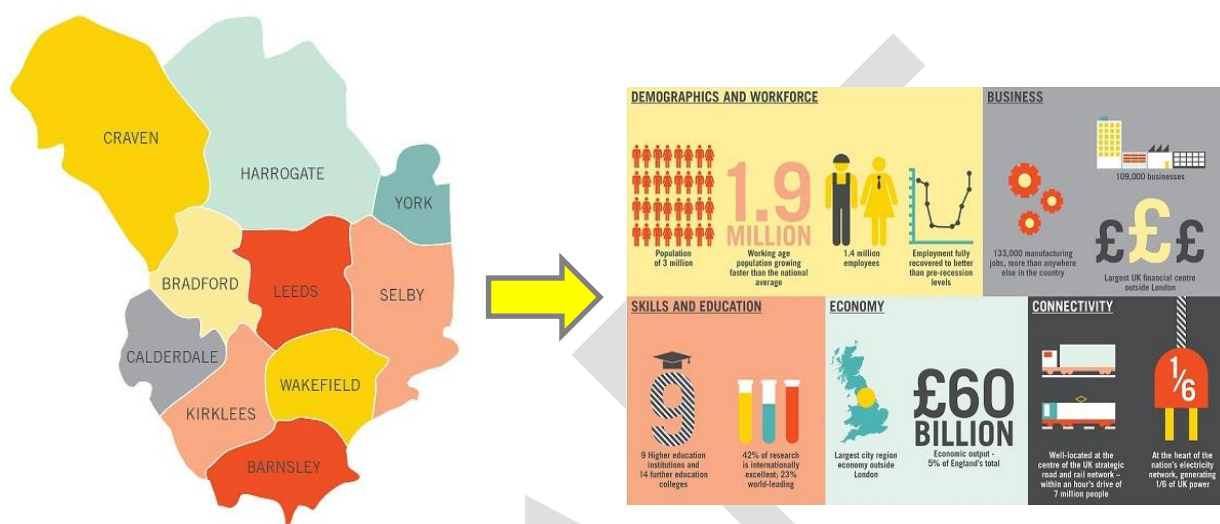 CRAVEN
HARROGATE
YORK
BRADFORD
LEEDS
SELBY
CALDERDALE
WAKEFIELD
KIRKLEES
BARNSLEY
DEMOGRAPHICS AND WORKFORCE
Population
of 3 million
1.9
MILLION
Working age
population growing
faster than the national
average
1.4 million
employees
Employment fully
recovered to better
than pre-recession
levels
BUSINESS
133,000 manufacturing
jobs, more than anywhere
else in the country
109,000 businesses
£££
Largest UK financial centre
outside London
SKILLS AND EDUCATION
9
9 Higher education
institutions and
14 further education
colleges
42% of research
is internationally
excellent; 23%
world-leading
ECONOMY
Largest city region
economy outside
London
£60
BILLION
Economic output -
5% of England's total
CONNECTIVITY
Well-located at the
centre of the UK strategic
road and rail network –
within an hour's drive of
7 million people
1/6
At the heart of the
nation's electricity
network, generating
1/6 of UK power